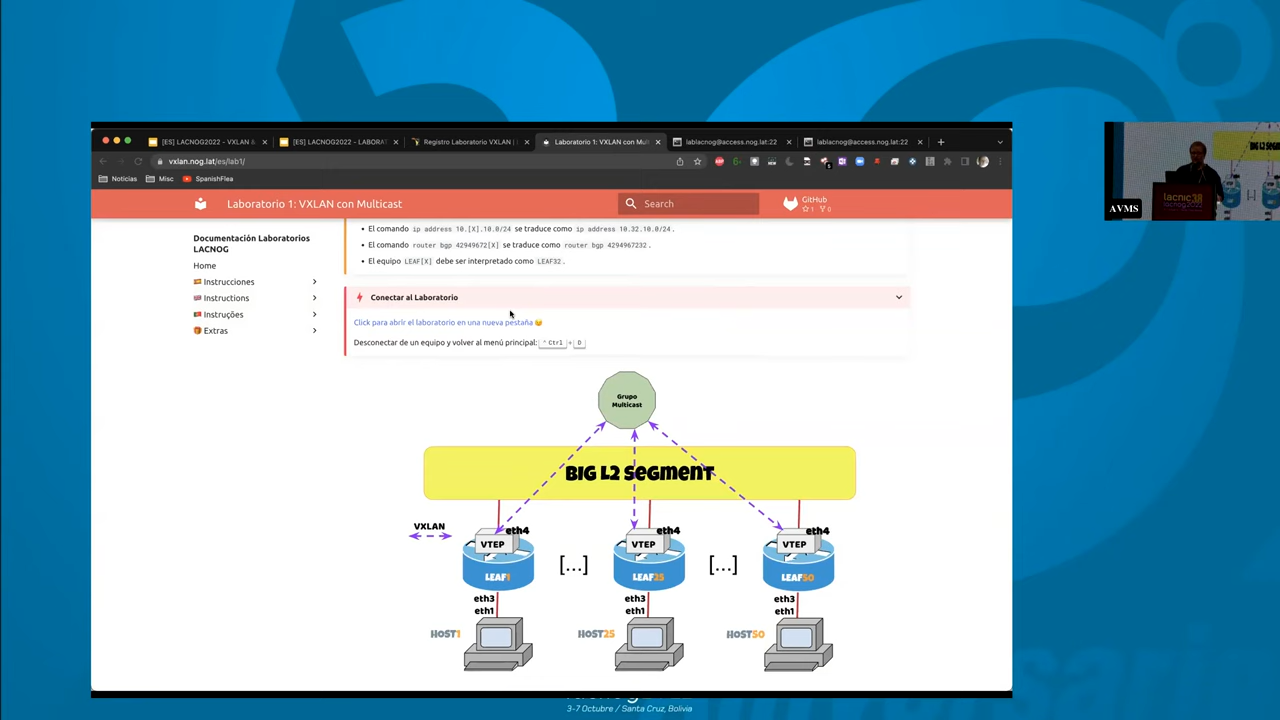 [ES] LACNOG2022 - VXLAN &
[ES] LACNOG2022 - LABORAT
Registro Laboratorio VXLAN |
Laboratorio 1: VXLAN con Mult
lablacnog@access.nog.lat:22
lablacnog@access.nog.lat:22
vxlan.nog.lat/es/lab1/
Noticias
Misc
SpanishFlea
Laboratorio 1: VXLAN con Multicast
Search
GitHub
1 0
Documentación Laboratorios
LACNOG
Home
Instrucciones
Instructions
Instruções
Extras
El comando ip address 10.[X].10.0/24 se traduce como ip address 10.32.10.0/24.
El comando router bgp 42949672[X] se traduce como router bgp 4294967232.
El equipo LEAF[X] debe ser interpretado como LEAF32.
Conectar al Laboratorio
Click para abrir el laboratorio en una nueva pestaña
Desconectar de un equipo y volver al menú principal: ⌃ Ctrl + D
Grupo
Multicast
BIG L2 SEGMENT
VXLAN
eth4 eth4 eth4
VTEP VTEP VTEP
[...] [...]
LEAF1 LEAF25 LEAF50
eth3 eth3 eth3
eth1 eth1 eth1
HOST1 HOST25 HOST50
AVMS
lacnic38
3-7 Octubre / Santa Cruz, Bolivia